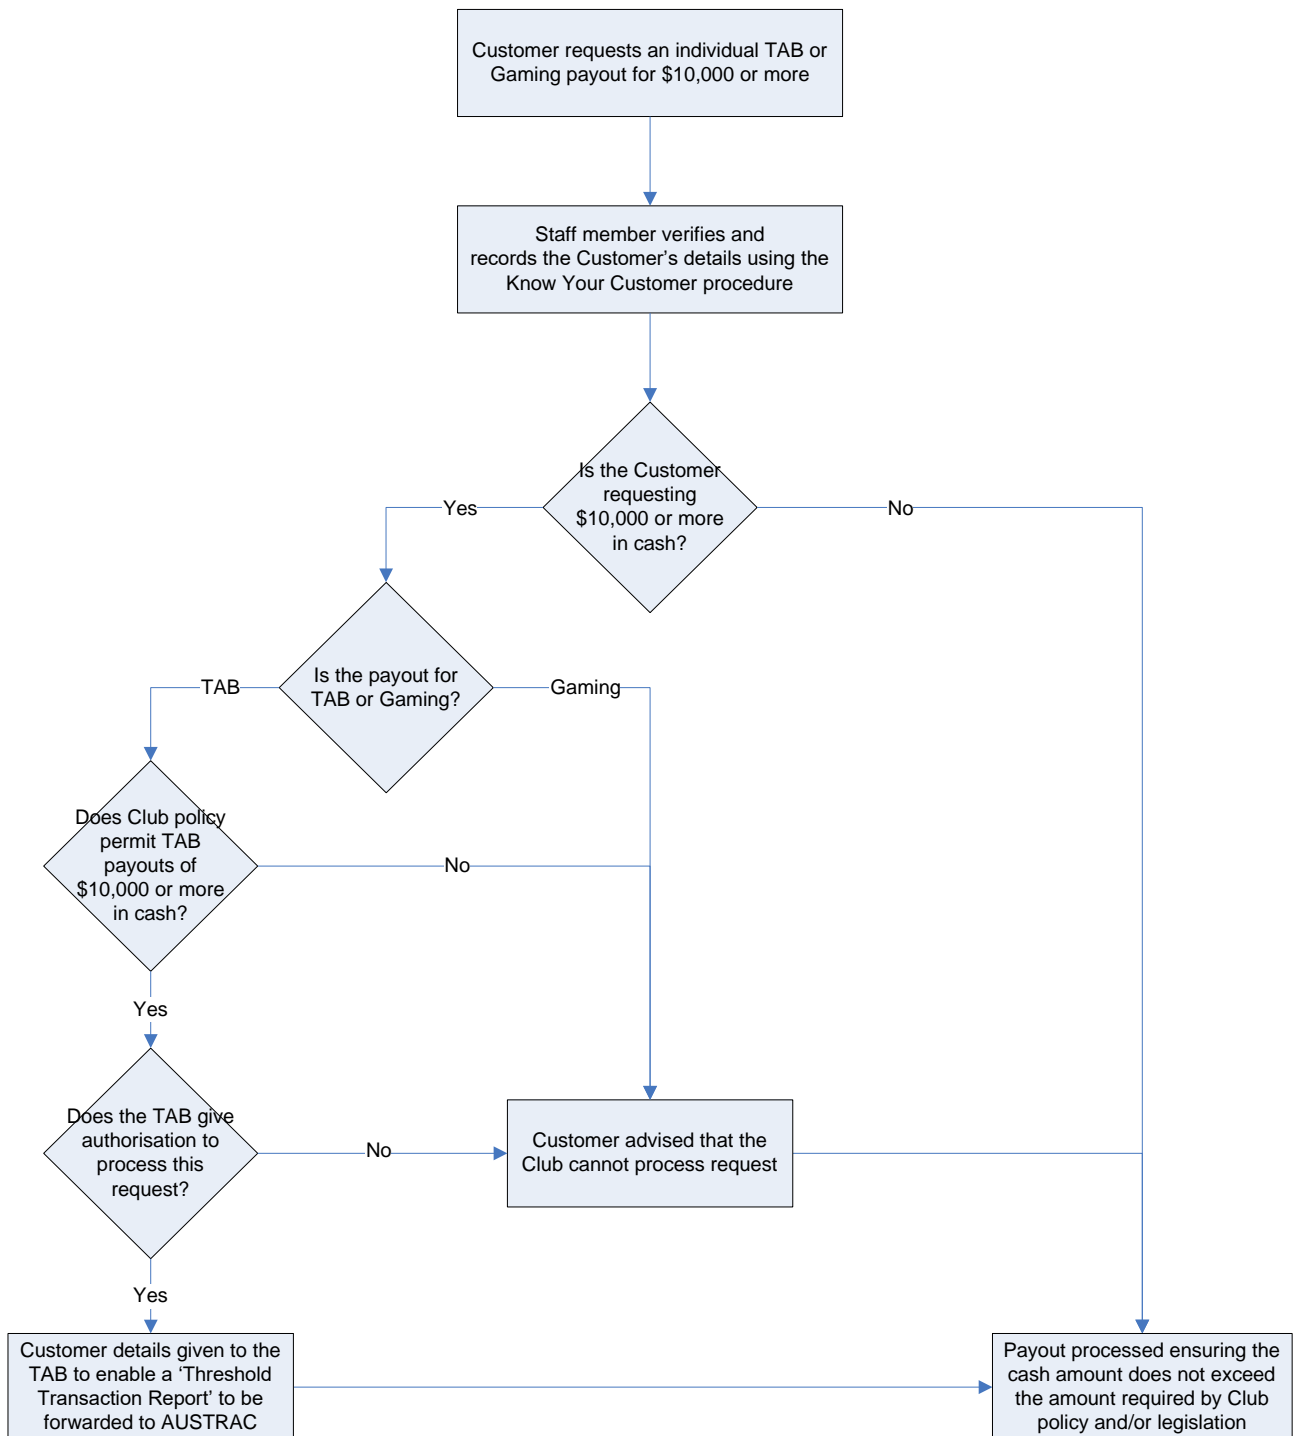 Customer requests an individual TAB or
Gaming payout for $10,000 or more
Staff member verifies and
records the Customer’s details using the
Know Your Customer procedure
Is the Customer
requesting
$10,000 or more
in cash?
Yes
No
Is the payout for
TAB or Gaming?
TAB
Gaming
Does Club policy
permit TAB
payouts of
$10,000 or more
in cash?
No
Yes
Does the TAB give
authorisation to
process this
request?
No
Customer advised that the
Club cannot process request
Yes
Customer details given to the
TAB to enable a ‘Threshold
Transaction Report’ to be
forwarded to AUSTRAC
Payout processed ensuring the
cash amount does not exceed
the amount required by Club
policy and/or legislation